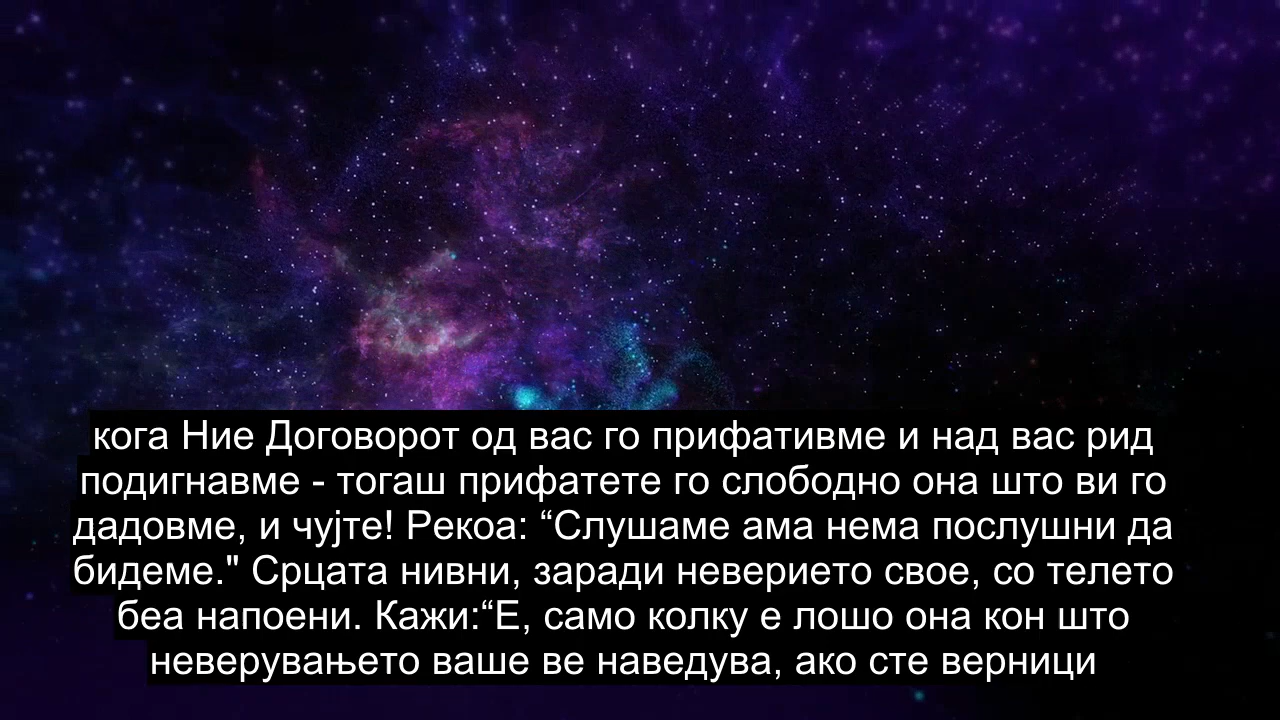 кога Ние Договорот од вас го прифативме и над вас рид
подигнавме - тогаш прифатете го слободно она што ви го
дадовме, и чујте! Рекоа: “Слушаме ама нема послушни да
бидеме." Срцата нивни, заради неверието свое, со телето
беа напоени. Кажи:“Е, само колку е лошо она кон што
неверувањето ваше ве наведува, ако сте верници